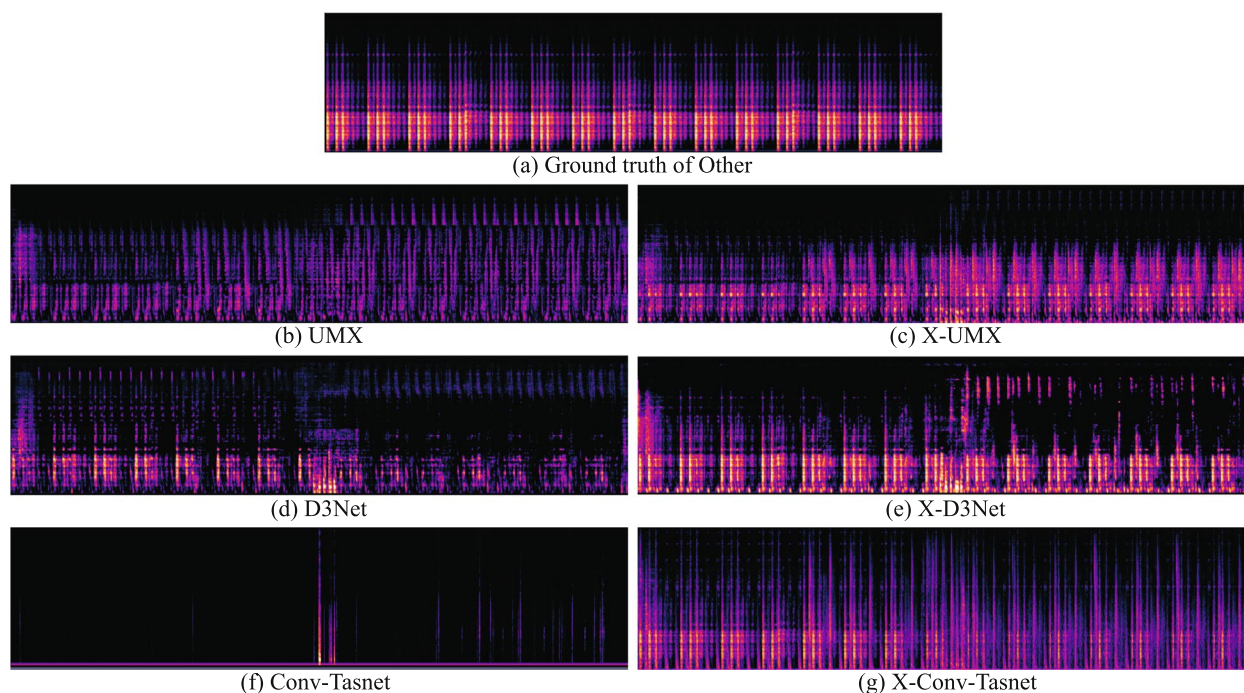 (a) Ground truth of Other
(b) UMX
(c) X-UMX
(d) D3Net
(e) X-D3Net
(f) Conv-Tasnet
(g) X-Conv-Tasnet